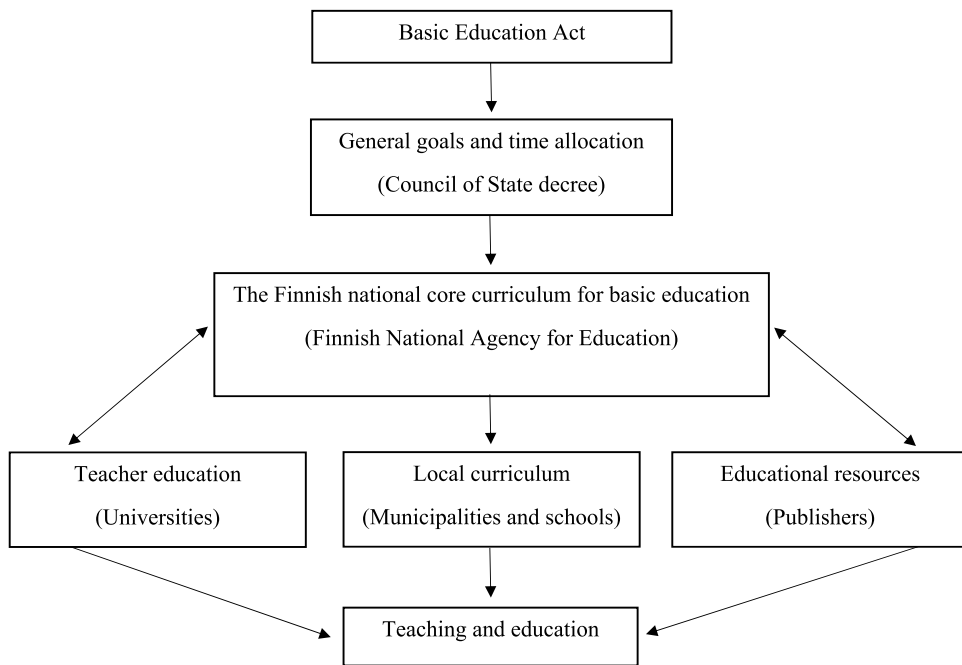 Basic Education Act
General goals and time allocation
(Council of State decree)
The Finnish national core curriculum for basic education
(Finnish National Agency for Education)
Teacher education
(Universities)
Local curriculum
(Municipalities and schools)
Educational resources
(Publishers)
Teaching and education